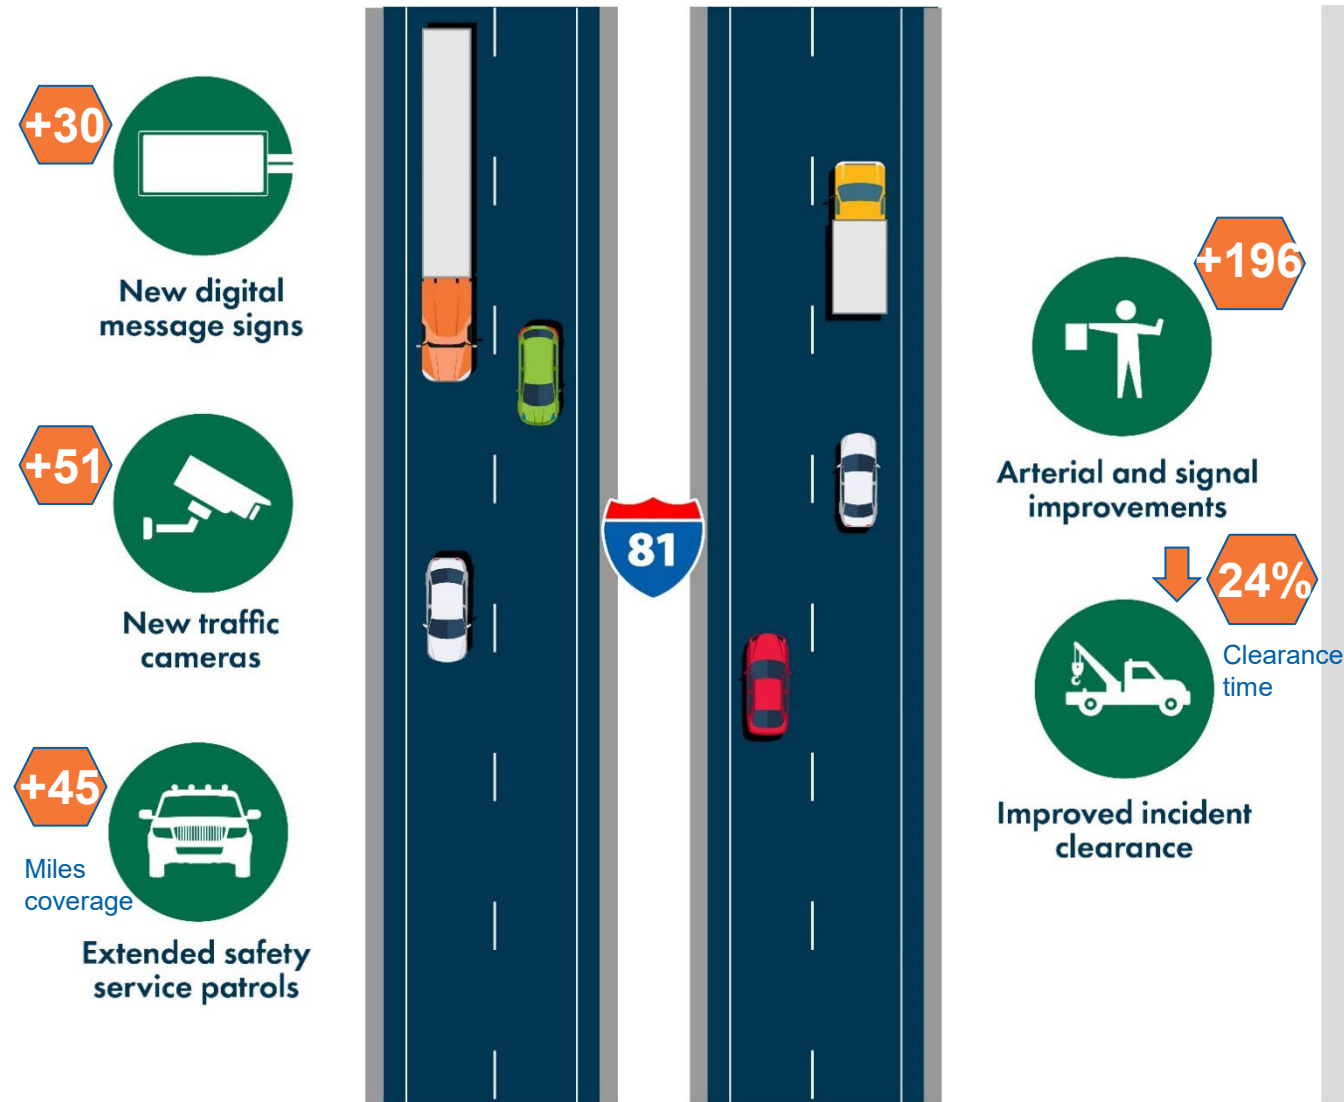 +30
New digital
message signs
+51
New traffic
cameras
+45
Miles
coverage
Extended safety
service patrols
81
+196
Arterial and signal
improvements
24%
Clearance
time
Improved incident
clearance